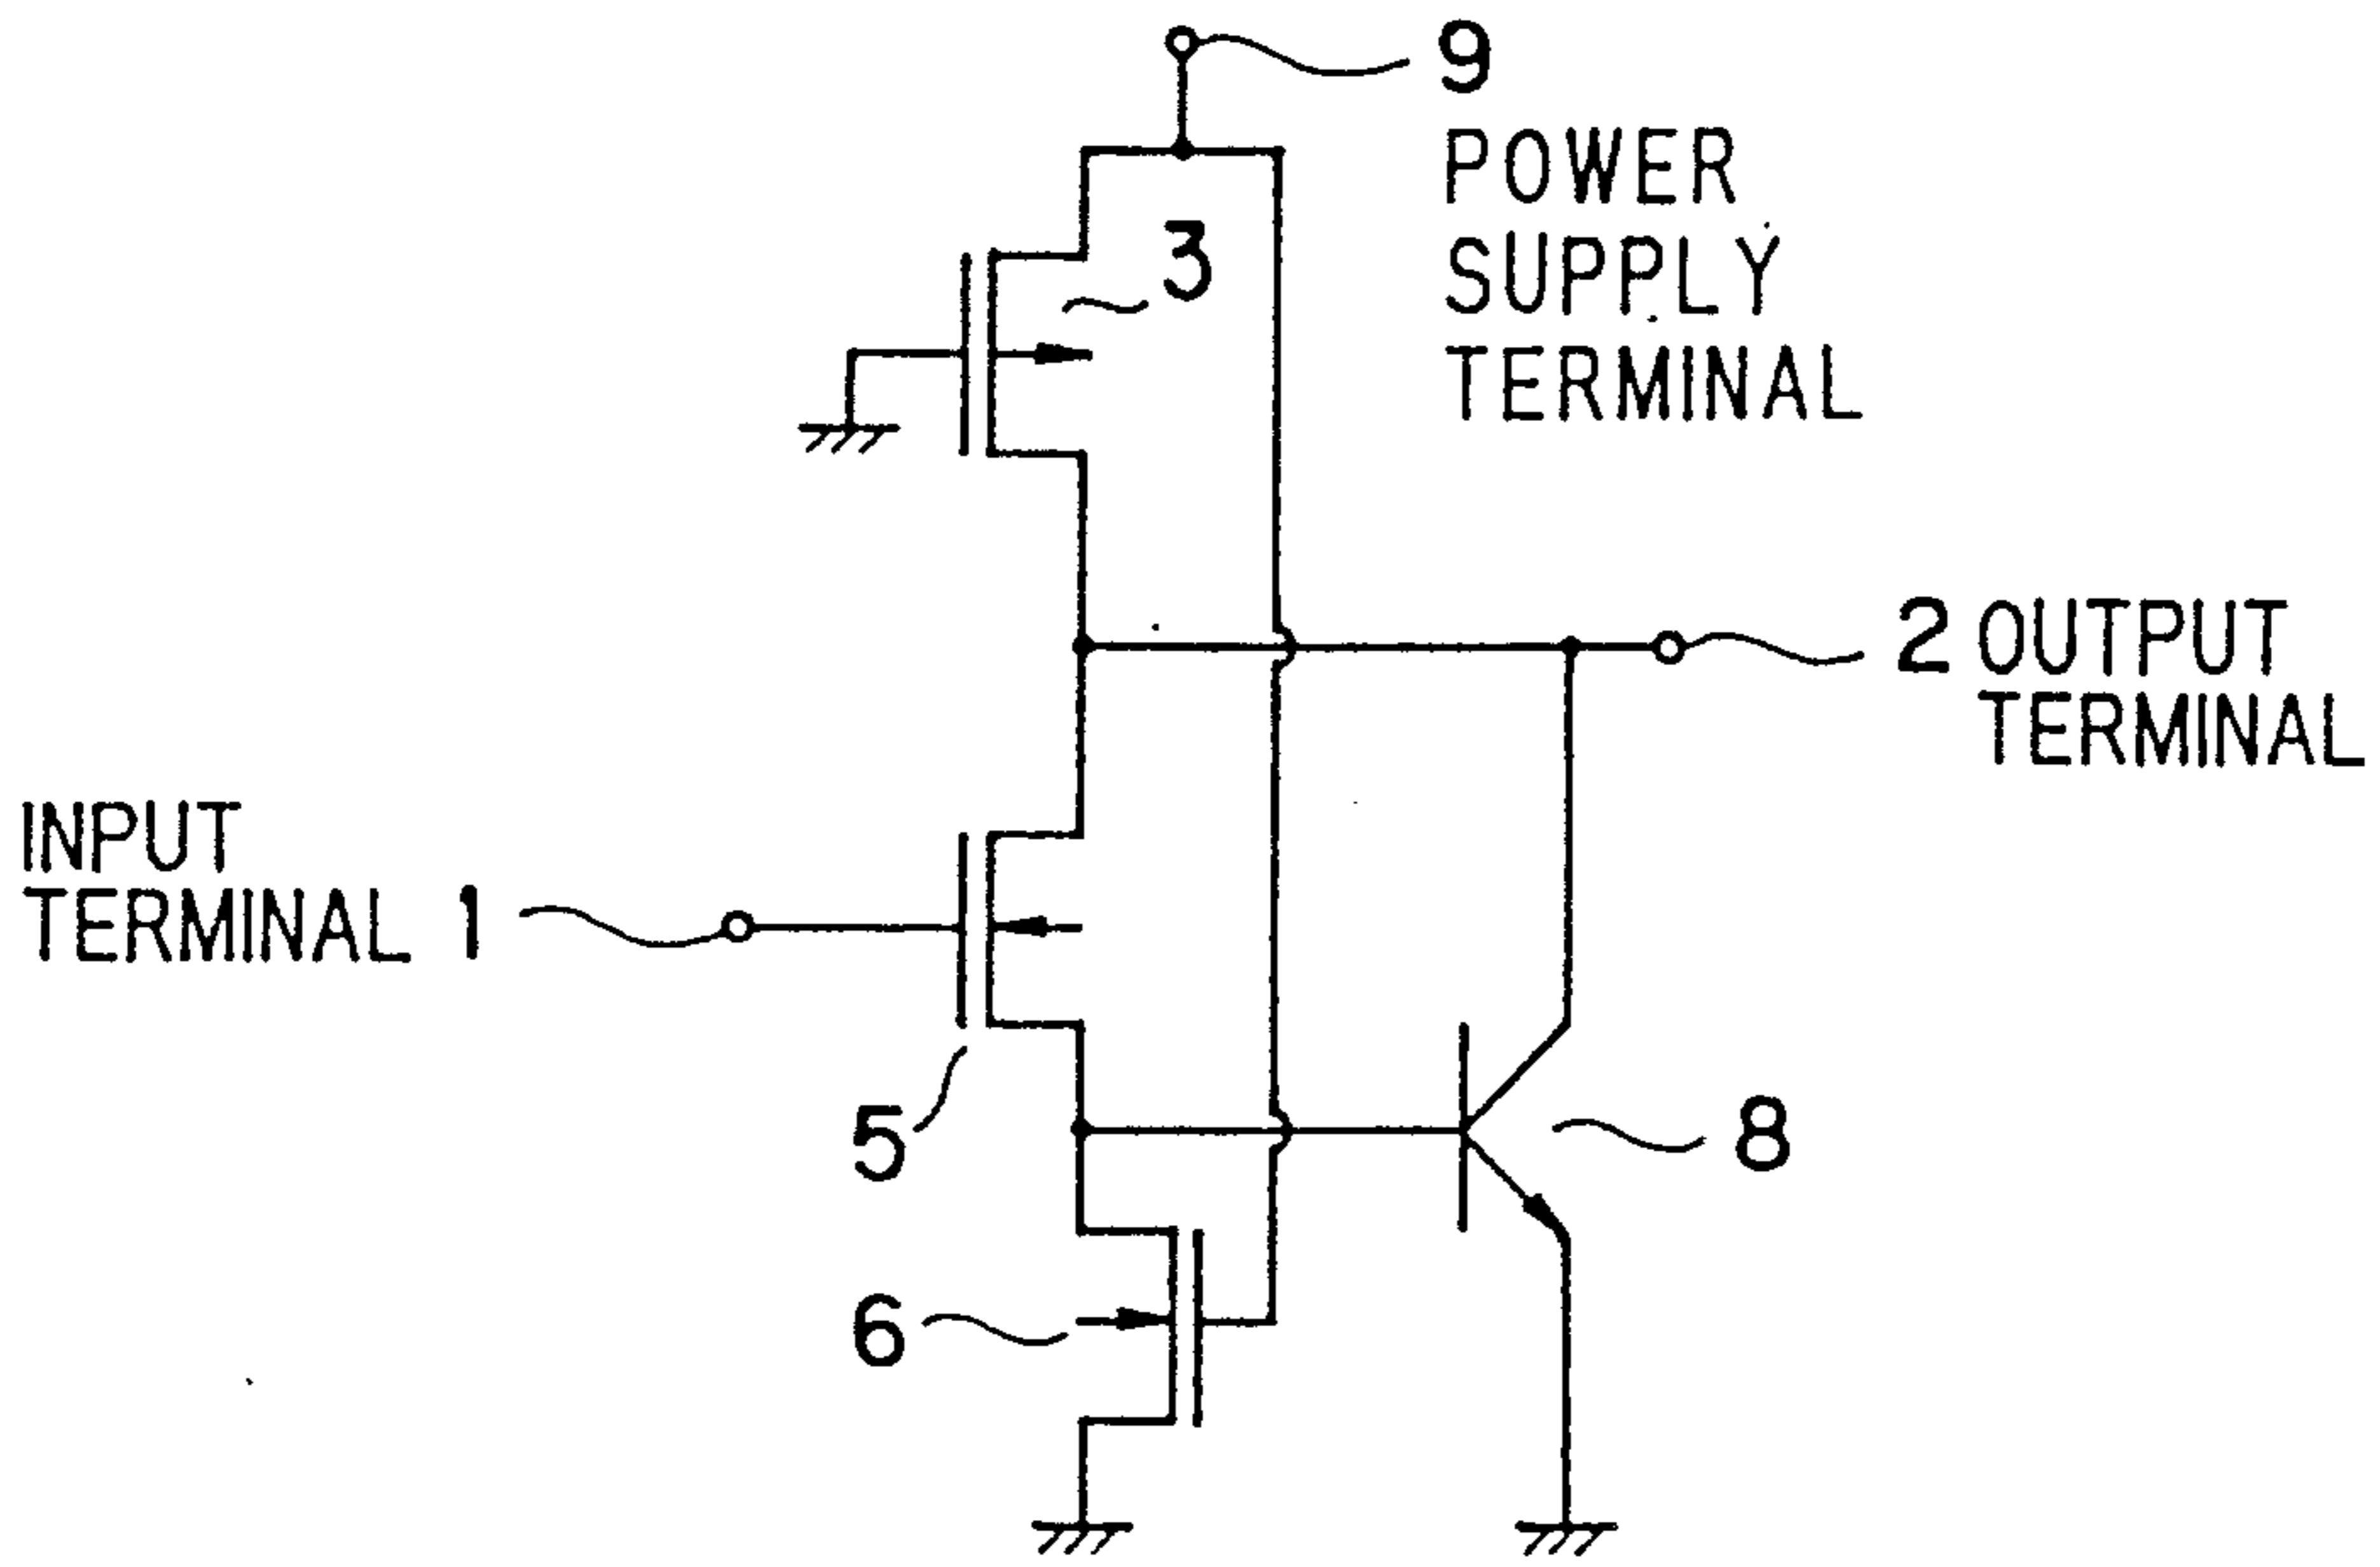 9
POWER
SUPPLY
TERMINAL
3
2 OUTPUT
TERMINAL
INPUT
TERMINAL 1
5
8
6